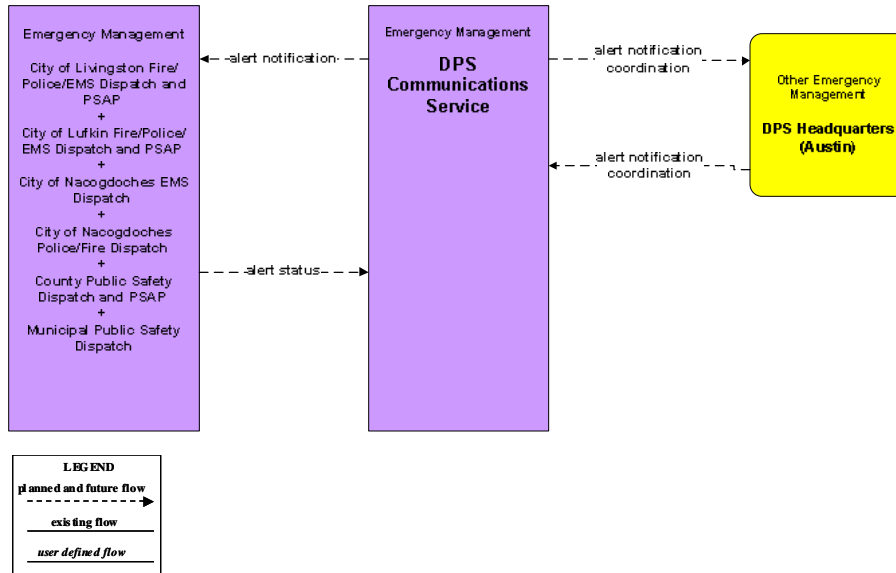 Emergency Management
City of Livingston Fire/
Police/EMS Dispatch and
PSAP
+
City of Lufkin Fire/Police/
EMS Dispatch and PSAP
+
City of Nacogdoches EMS
Dispatch
+
City of Nacogdoches
Police/Fire Dispatch
+
County Public Safety
Dispatch and PSAP
+
Municipal Public Safety
Dispatch
alert notification
alert status
Emergency Management
DPS
Communications
Service
alert notification
coordination
alert notification
coordination
Other Emergency
Management
DPS Headquarters
(Austin)
LEGEND
planned and future flow
existing flow
user defined flow